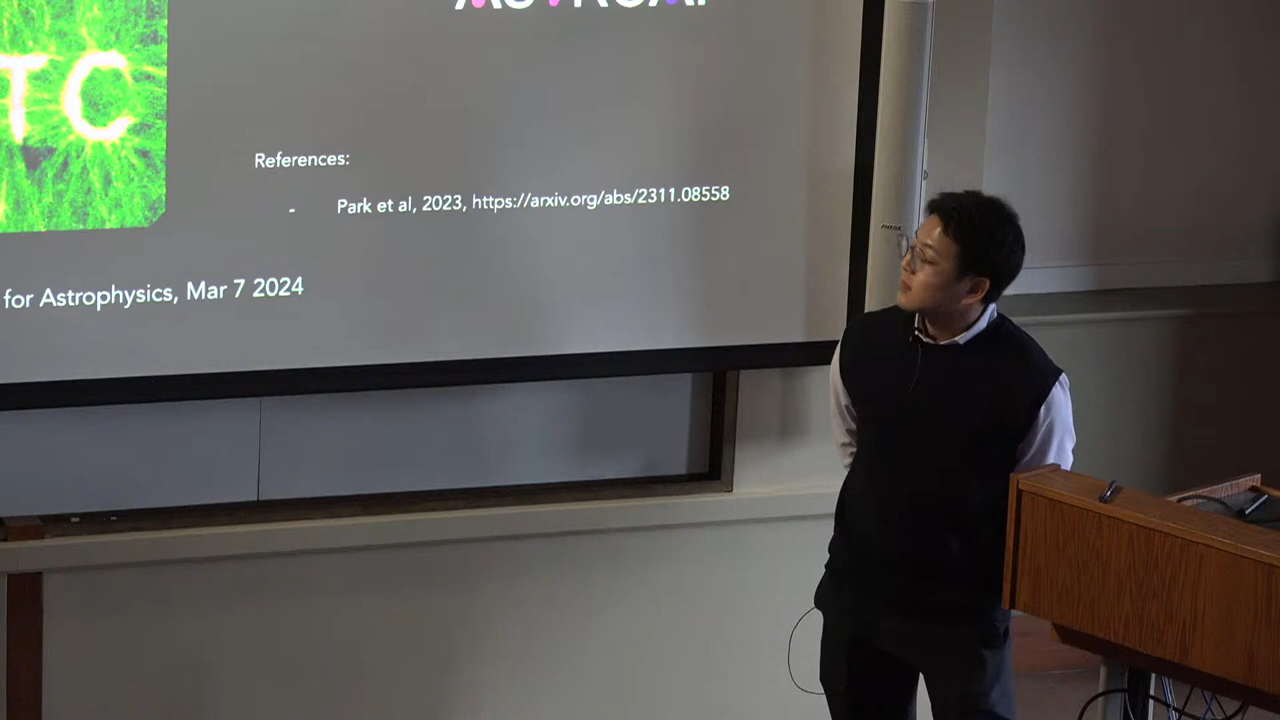 TC
References:
- Park et al, 2023, https://arxiv.org/abs/2311.08558
for Astrophysics, Mar 7 2024